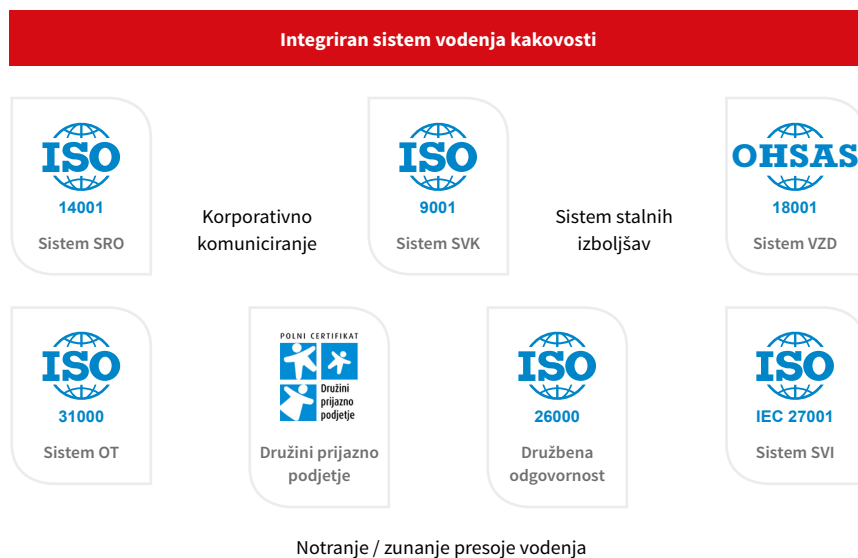 Integriran sistem vodenja kakovosti
ISO
14001
Sistem SRO
Korporativno
komuniciranje
ISO
9001
Sistem SVK
Sistem stalnih
izboljšav
OHSAS
18001
Sistem VZD
ISO
31000
Sistem OT
POLNI CERTIFIKAT
Družini
prijazno
podjetje
Družini prijazno
podjetje
ISO
26000
Družbena
odgovornost
ISO
IEC 27001
Sistem SVI
Notranje / zunanje presoje vodenja